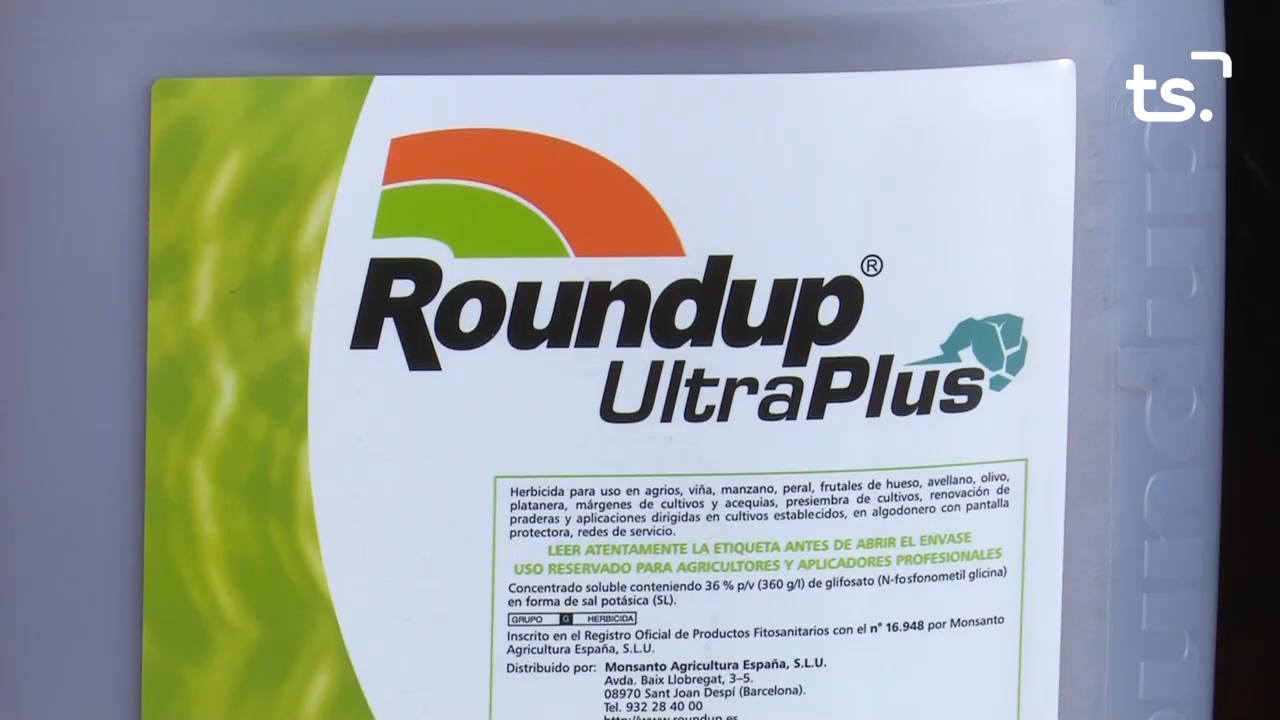 ts.
Roundup®
UltraPlus
Herbicida para uso en agrios, viña, manzano, peral, frutales de hueso, avellano, olivo,
platanera, márgenes de cultivos y acequias, presiembra de cultivos, renovación de
praderas y aplicaciones dirigidas en cultivos establecidos, en algodonero con pantalla
protectora, redes de servicio.
LEER ATENTAMENTE LA ETIQUETA ANTES DE ABRIR EL ENVASE
USO RESERVADO PARA AGRICULTORES Y APLICADORES PROFESIONALES
Concentrado soluble conteniendo 36 % p/v (360 g/l) de glifosato (N-fosfonometil glicina)
en forma de sal potásica (SL).
GRUPO G HERBICIDA
Inscrito en el Registro Oficial de Productos Fitosanitarios con el n° 16.948 por Monsanto
Agricultura España, S.L.U.
Distribuido por: Monsanto Agricultura España, S.L.U.
Avda. Baix Llobregat, 3–5.
08970 Sant Joan Despí (Barcelona).
Tel. 932 28 40 00
http://www.roundup.es